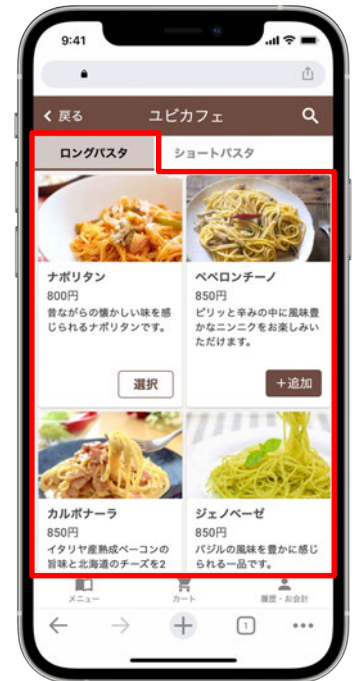 9:41
戻る
ユビカフェ
ロングパスタ
ショートパスタ
ナポリタン
800円
昔ながらの懐かしい味を感
じられるナポリタンです。
選択
ペペロンチーノ
850円
ピリッと辛みの中に風味豊
かなニンニクをお楽しみい
ただけます。
+追加
カルボナーラ
850円
イタリヤ産熟成ベーコンの
旨味と北海道のチーズを2
ジェノベーゼ
850円
バジルの風味を豊かに感じ
られる一品です。
メニュー
カート
履歴・お会計
1